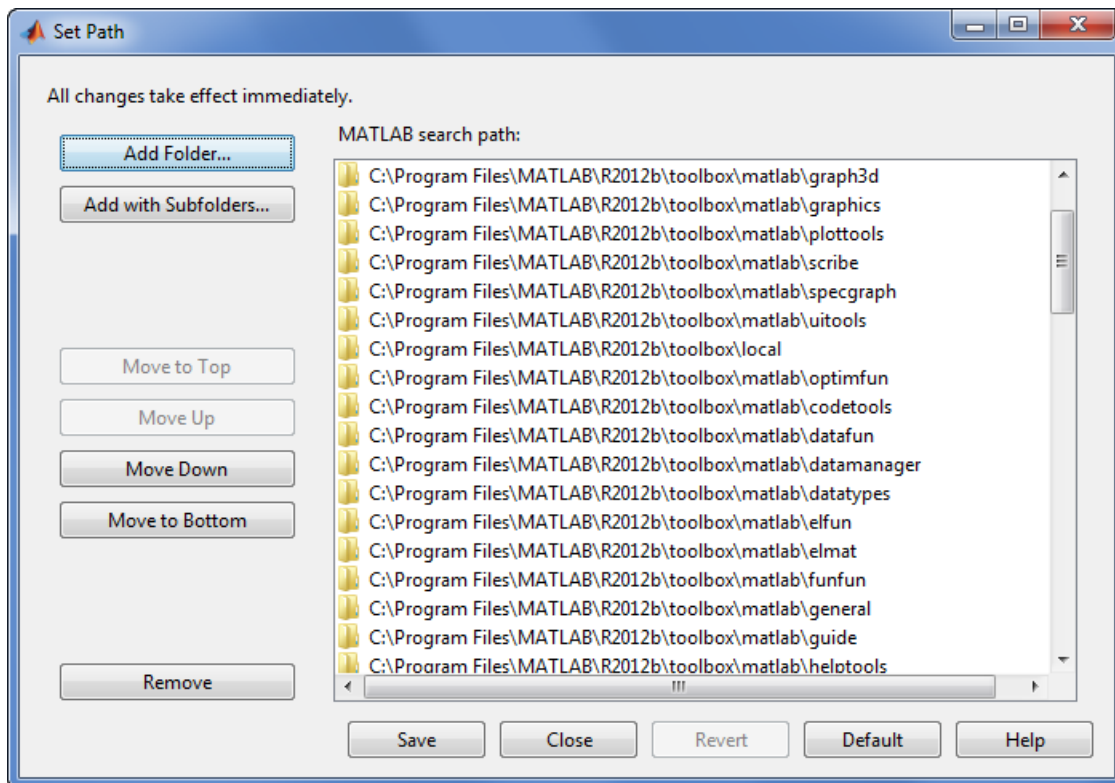 Set Path
All changes take effect immediately.
Add Folder...
Add with Subfolders...
Move to Top
Move Up
Move Down
Move to Bottom
Remove
MATLAB search path:
C:\Program Files\MATLAB\R2012b\toolbox\matlab\graph3d
C:\Program Files\MATLAB\R2012b\toolbox\matlab\graphics
C:\Program Files\MATLAB\R2012b\toolbox\matlab\plottools
C:\Program Files\MATLAB\R2012b\toolbox\matlab\scribe
C:\Program Files\MATLAB\R2012b\toolbox\matlab\specgraph
C:\Program Files\MATLAB\R2012b\toolbox\matlab\uitools
C:\Program Files\MATLAB\R2012b\toolbox\local
C:\Program Files\MATLAB\R2012b\toolbox\matlab\optimfun
C:\Program Files\MATLAB\R2012b\toolbox\matlab\codetools
C:\Program Files\MATLAB\R2012b\toolbox\matlab\datafun
C:\Program Files\MATLAB\R2012b\toolbox\matlab\datamanager
C:\Program Files\MATLAB\R2012b\toolbox\matlab\datatypes
C:\Program Files\MATLAB\R2012b\toolbox\matlab\elfun
C:\Program Files\MATLAB\R2012b\toolbox\matlab\elmat
C:\Program Files\MATLAB\R2012b\toolbox\matlab\funfun
C:\Program Files\MATLAB\R2012b\toolbox\matlab\general
C:\Program Files\MATLAB\R2012b\toolbox\matlab\guide
C:\Program Files\MATLAB\R2012b\toolbox\matlab\helptools
Save
Close
Revert
Default
Help